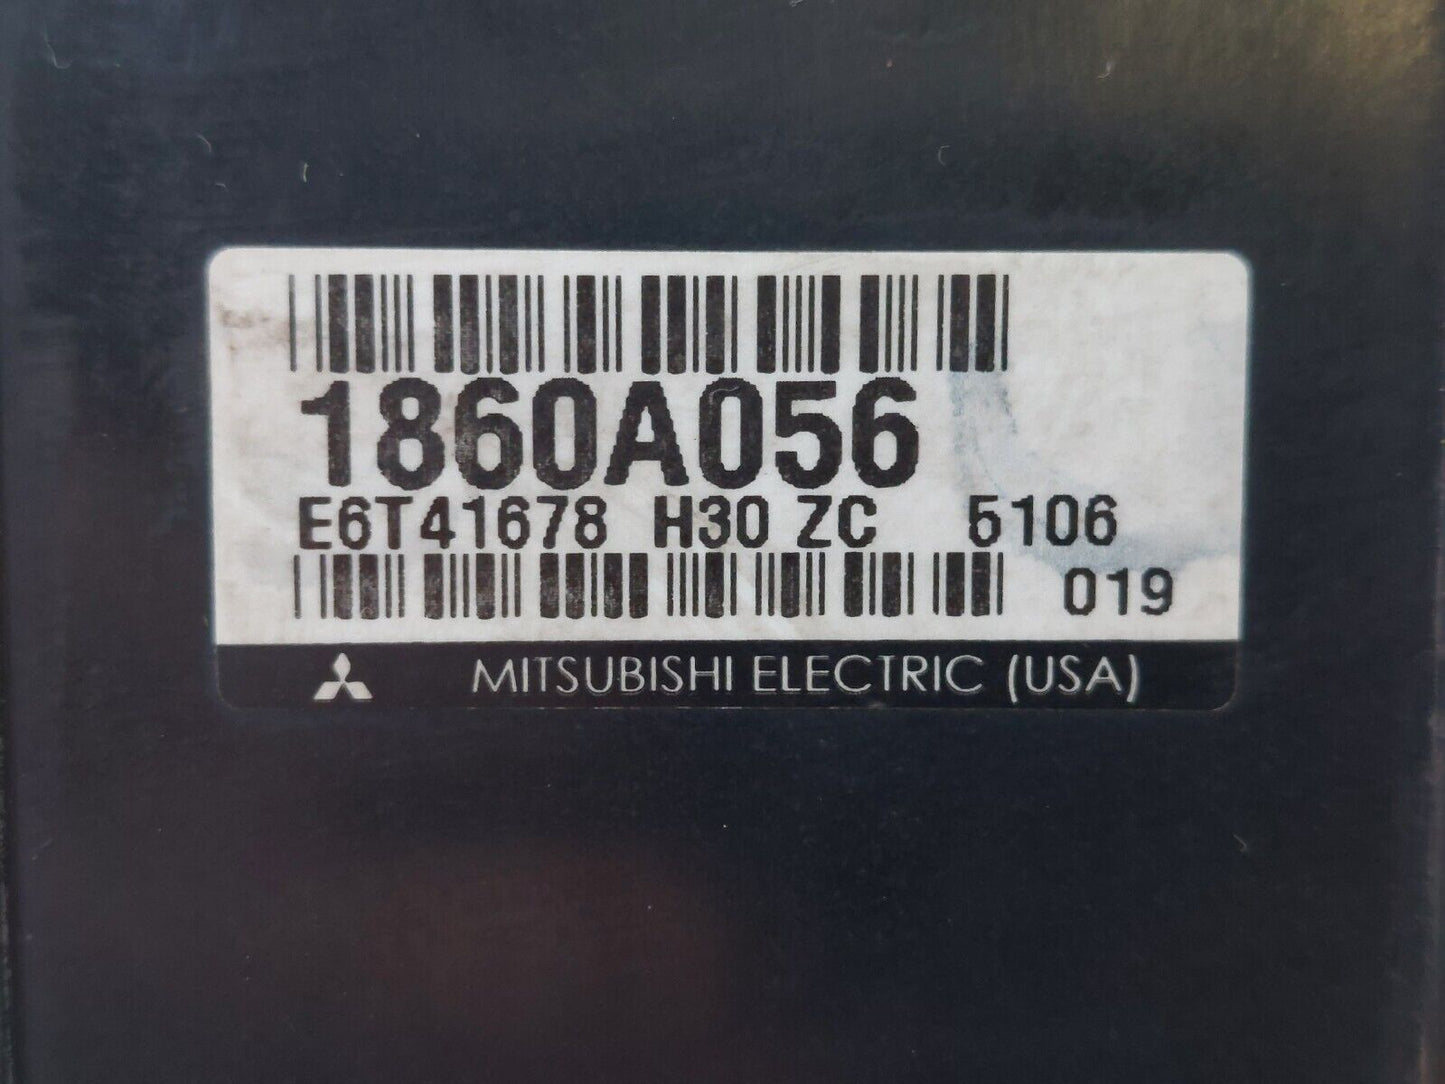 1860A056
E6T41678 H30 ZC 5106
019
MITSUBISHI ELECTRIC (USA)